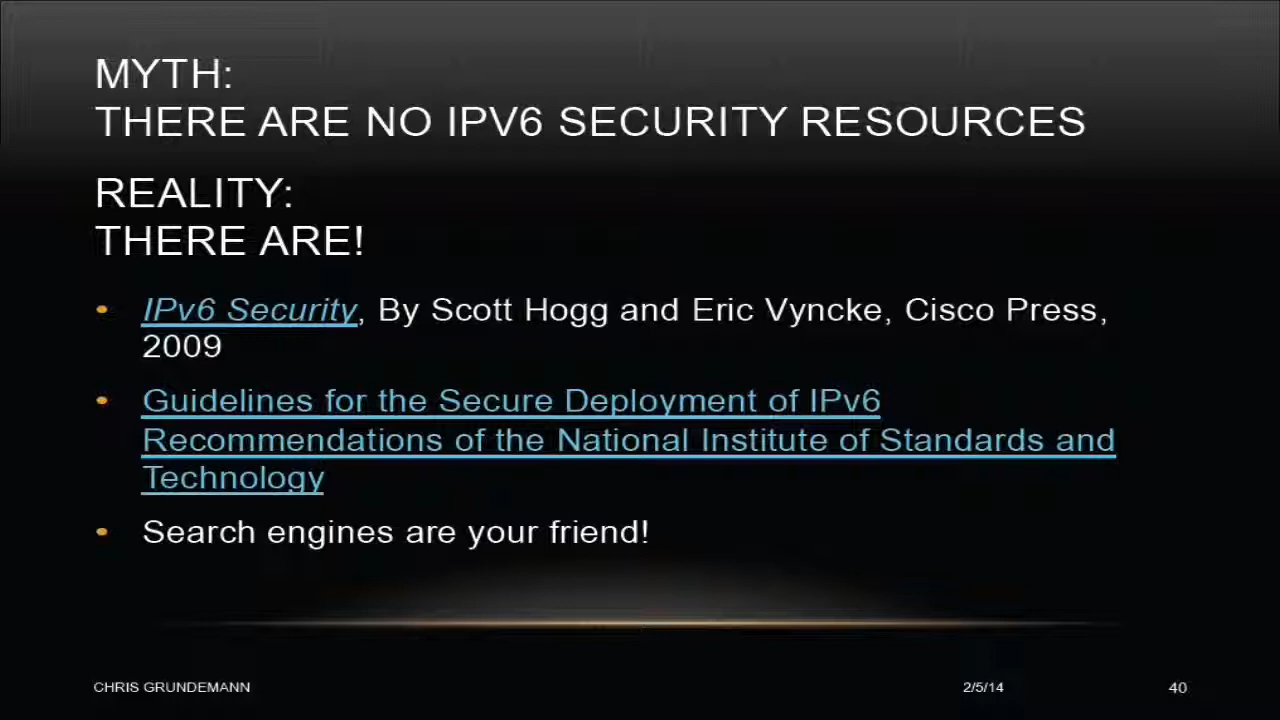 MYTH:
THERE ARE NO IPV6 SECURITY RESOURCES
REALITY:
THERE ARE!
• IPv6 Security, By Scott Hogg and Eric Vyncke, Cisco Press,
2009
• Guidelines for the Secure Deployment of IPv6
Recommendations of the National Institute of Standards and
Technology
• Search engines are your friend!
CHRIS GRUNDEMANN 2/5/14 40